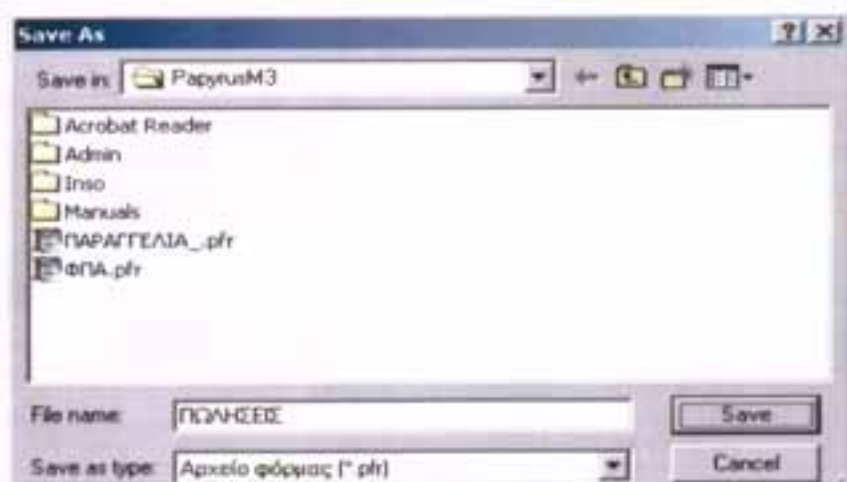 Save As
Save in: PapyrusM3
Acrobat Reader
Admin
Inso
Manuals
ΠΑΡΑΓΓΕΛΙΑ_.pfr
ΦΠΑ.pfr
File name: ΠΩΛΗΣΕΙΣ
Save
Save as type: Αρχείο φόρμας (*.pfr)
Cancel